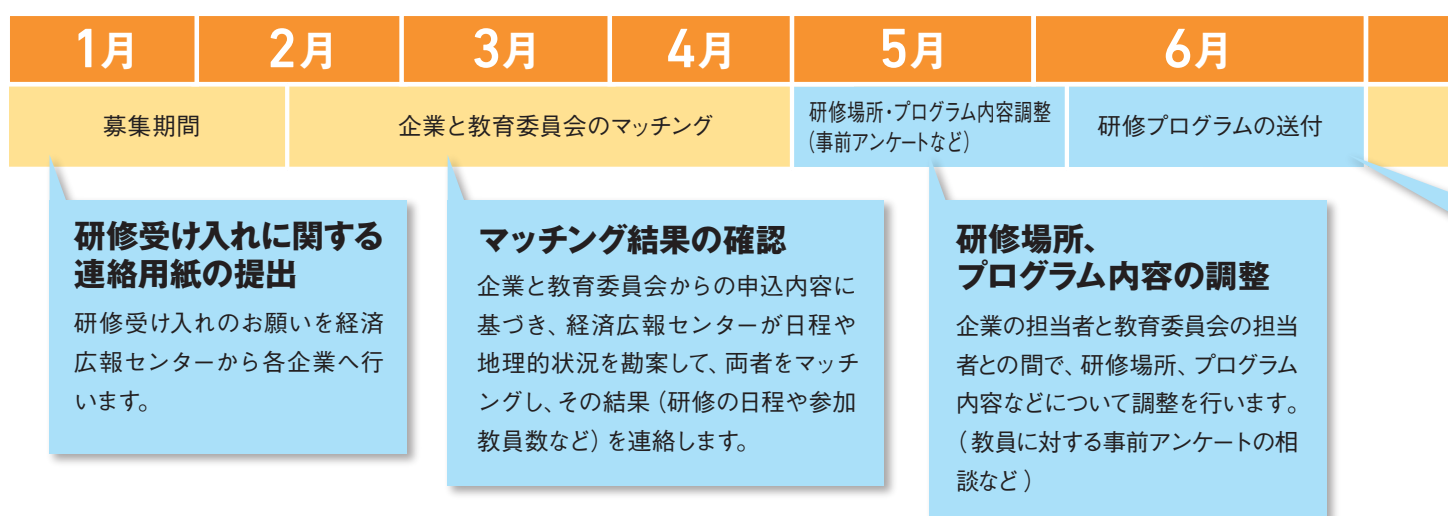 1月
2月
3月
4月
5月
6月
募集期間
企業と教育委員会のマッチング
研修場所・プログラム内容調整
(事前アンケートなど)
研修プログラムの送付
研修受け入れに関する
連絡用紙の提出
研修受け入れのお願いを経済
広報センターから各企業へ行
います。
マッチング結果の確認
企業と教育委員会からの申込内容に
基づき、経済広報センターが日程や
地理的状況を勘案して、両者をマッチ
ングし、その結果（研修の日程や参加
教員数など）を連絡します。
研修場所、
プログラム内容の調整
企業の担当者と教育委員会の担当
者との間で、研修場所、プログラム
内容などについて調整を行います。
（教員に対する事前アンケートの相
談など）